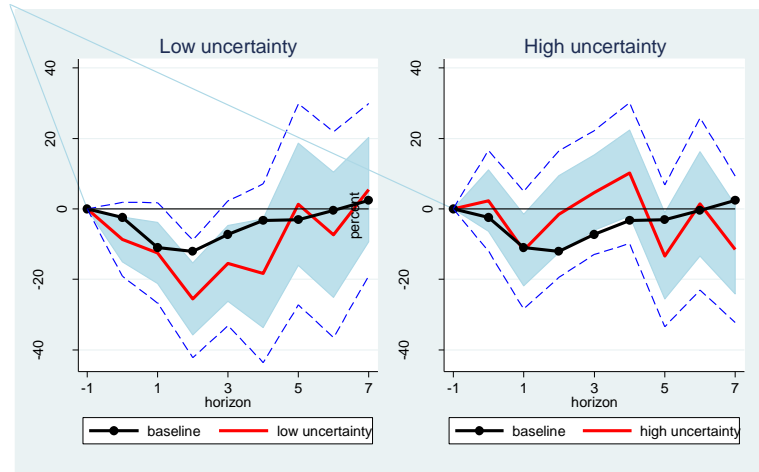 Low uncertainty
40
20
0
-20
-40
-1
1
3
5
7
horizon
baseline
low uncertainty
percent
High uncertainty
40
20
0
-20
-40
-1
1
3
5
7
horizon
baseline
high uncertainty